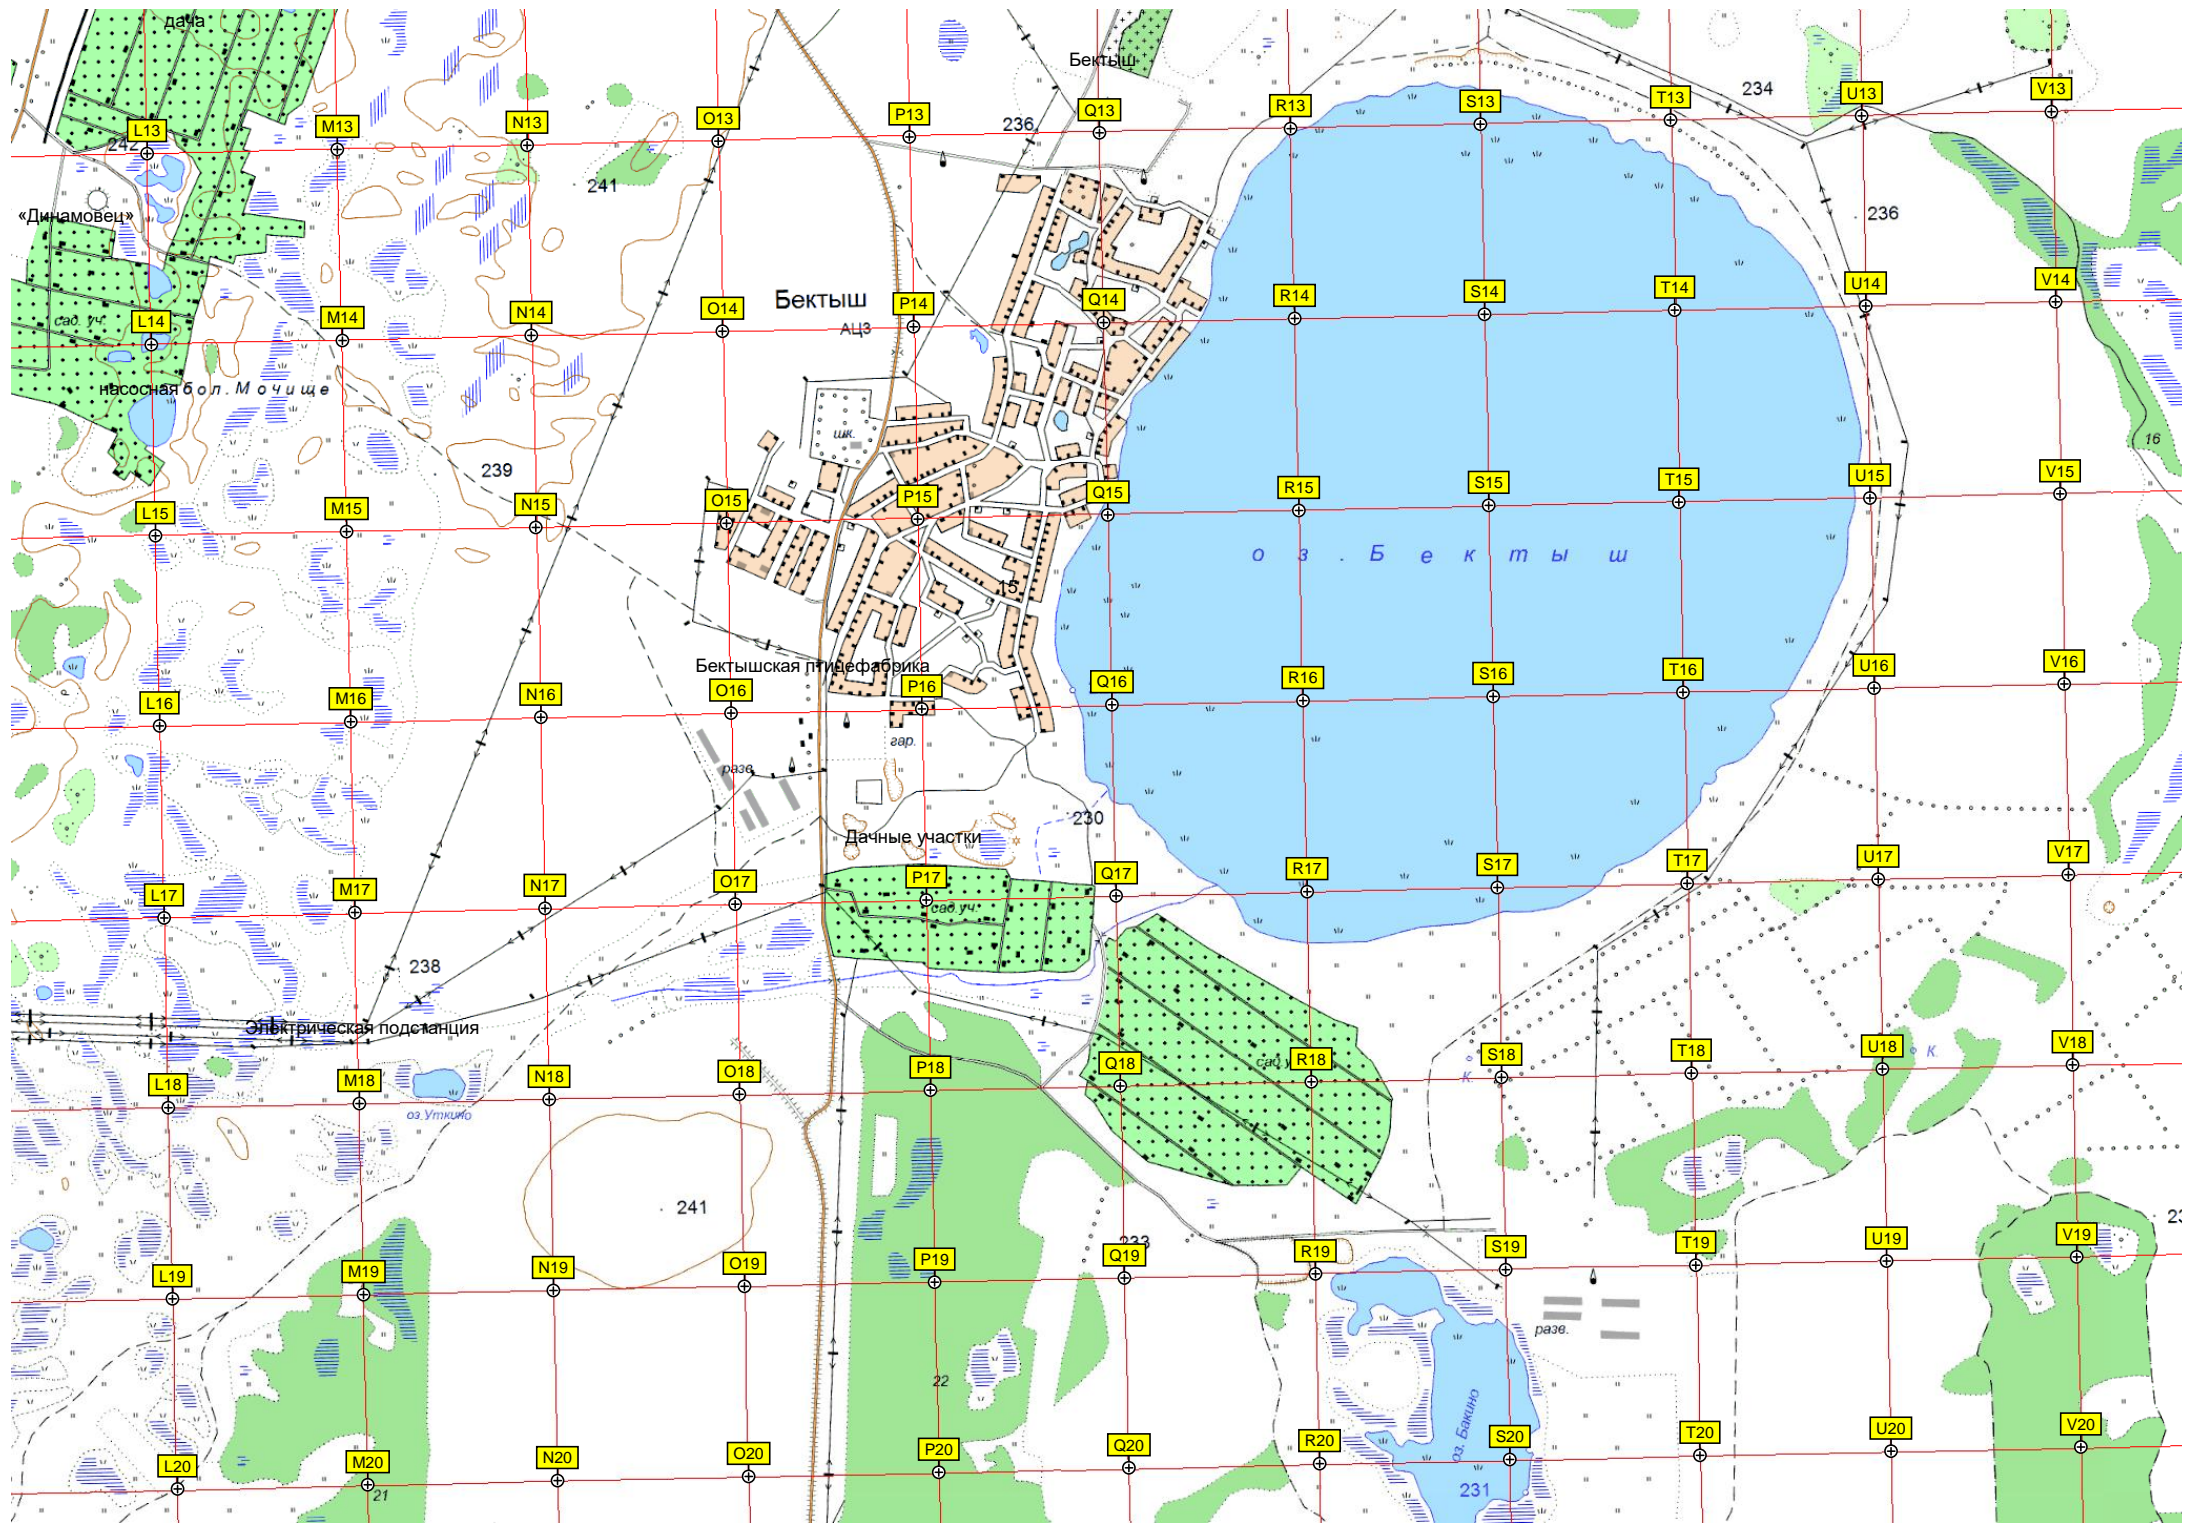 дача
Бектыш
234
L13
M13
N13
O13
P13
Q13
R13
S13
T13
U13
V13
242
236
241
«Динамовец»
236
Бектыш
АЦЗ
L14
M14
N14
O14
P14
Q14
R14
S14
T14
U14
V14
сад. уч.
насосная
бол. Мочище
шк.
16
239
L15
M15
N15
O15
P15
Q15
R15
S15
T15
U15
V15
оз. Бектыш
15
Бектышская птицефабрика
L16
M16
N16
O16
P16
Q16
R16
S16
T16
U16
V16
гар.
разв.
230
Дачные участки
L17
M17
N17
O17
P17
Q17
R17
S17
T17
U17
V17
сад. уч.
238
Электрическая подстанция
L18
M18
N18
O18
P18
Q18
R18
S18
T18
U18
V18
сад. у
К.
К.
оз. Уткино
241
233
L19
M19
N19
O19
P19
Q19
R19
S19
T19
U19
V19
разв.
22
оз. Бакино
L20
M20
N20
O20
P20
Q20
R20
S20
T20
U20
V20
21
231